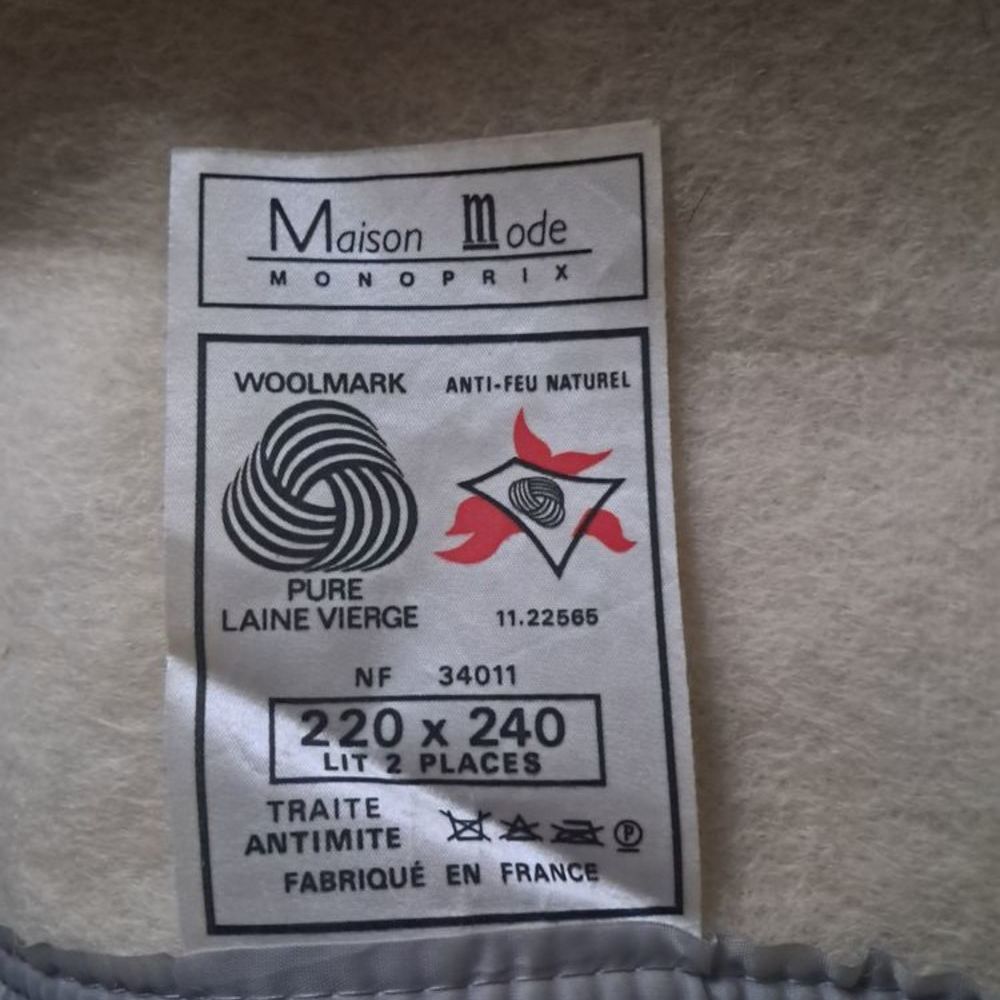 Maison Mode
MONOPRIX
WOOLMARK ANTI-FEU NATUREL
PURE
LAINE VIERGE 11.22565
NF 34011
220 x 240
LIT 2 PLACES
TRAITE
ANTIMITE P
FABRIQUÉ EN FRANCE